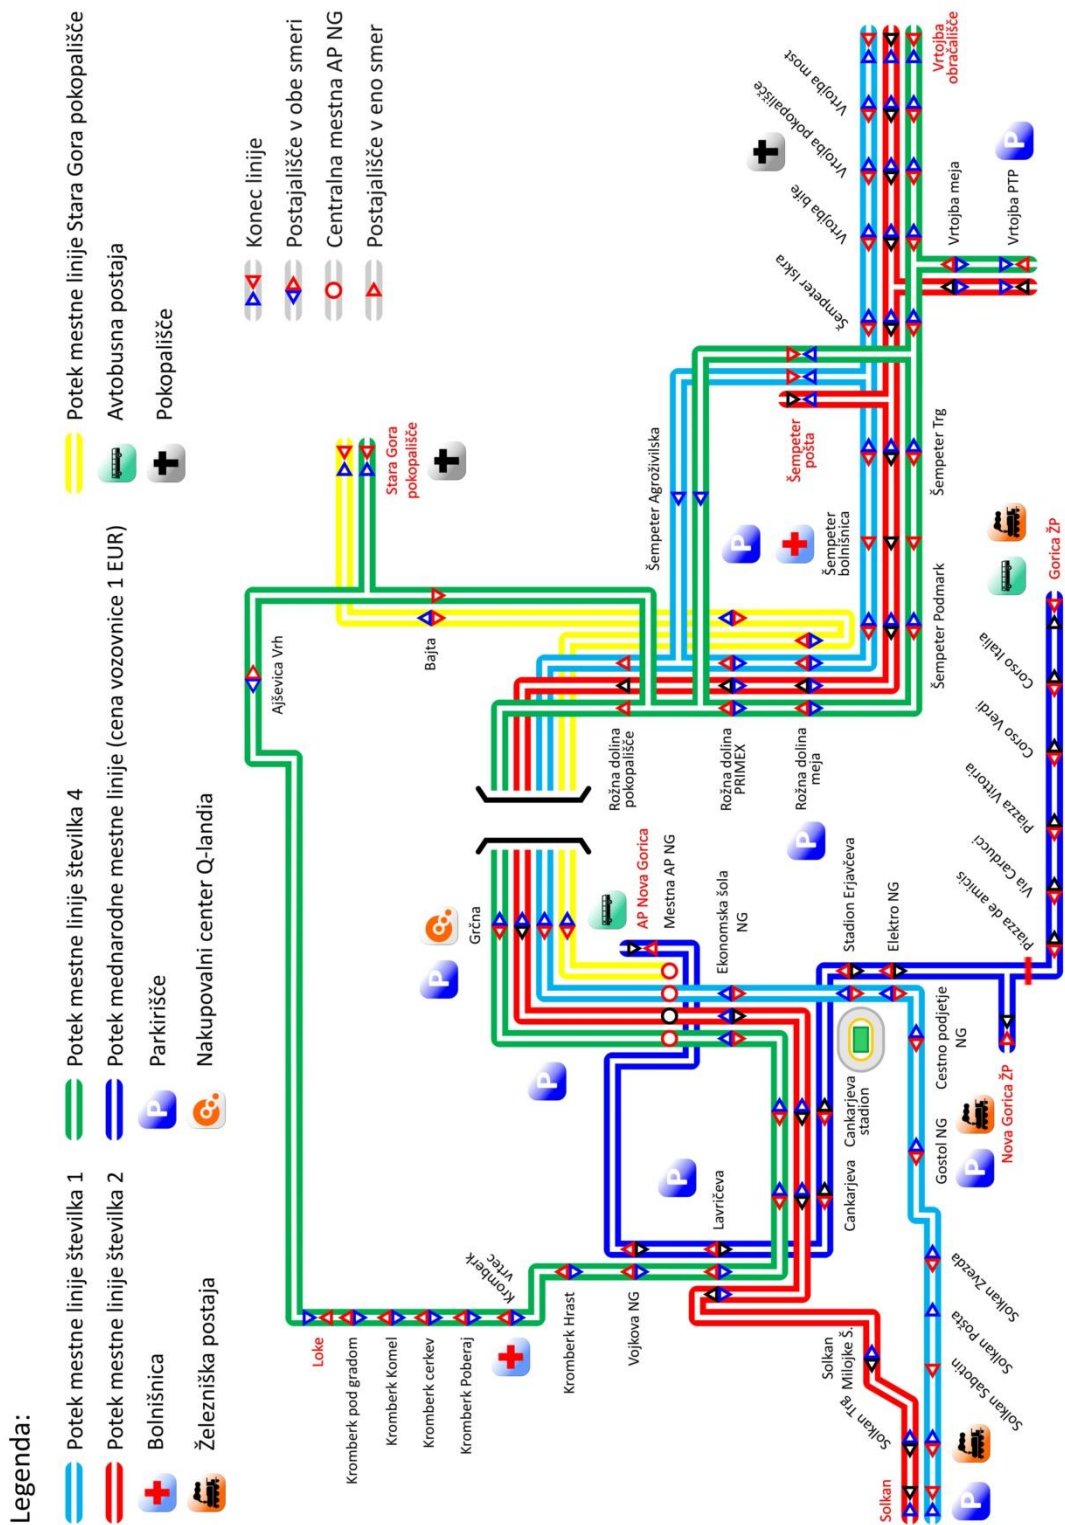 Legenda:
Potek mestne linije številka 1
Potek mestne linije številka 2
Bolnišnica
Železniška postaja
Potek mestne linije številka 4
Potek mednarodne mestne linije (cena vozovnice 1 EUR)
Parkirišče
Nakupovalni center Q-landia
Potek mestne linije Stara Gora pokopališče
Avtobusna postaja
Pokopališče
Konec linije
Postajališče v obe smeri
Centralna mestna AP NG
Postajališče v eno smer
Ajševica Vrh
Bajta
Stara Gora
pokopališče
Loke
Kromberk pod gradom
Kromberk Komel
Kromberk cerkev
Kromberk Poberaj
Kromberk
vrtec
Kromberk Hrast
Vojkova NG
Lavričeva
Grčna
AP Nova Gorica
Mestna AP NG
Ekonomska šola
NG
Rožna dolina
pokopališče
Rožna dolina
PRIMEX
Rožna dolina
meja
Šempeter Agroživilska
Šempeter
bolnišnica
Šempeter
pošta
Šempeter Podmark
Šempeter Trg
Šempeter Iskra
Vrtojba bife
Vrtojba pokopališče
Vrtojba most
Vrtojba
obračališče
Vrtojba meja
Vrtojba PTP
Solkan
Solkan Trg
Solkan
Milojke Š.
Solkan Sabotin
Solkan Pošta
Solkan Zvezda
Cankarjeva
Cankarjeva
stadion
Stadion Erjavčeva
Elektro NG
Gostol NG
Cestno podjetje
NG
Nova Gorica ŽP
Piazza de amicis
Via Carducci
Piazza Vittoria
Corso Verdi
Corso Italia
Gorica ŽP
P
P
P
P
P
P
P
P
P